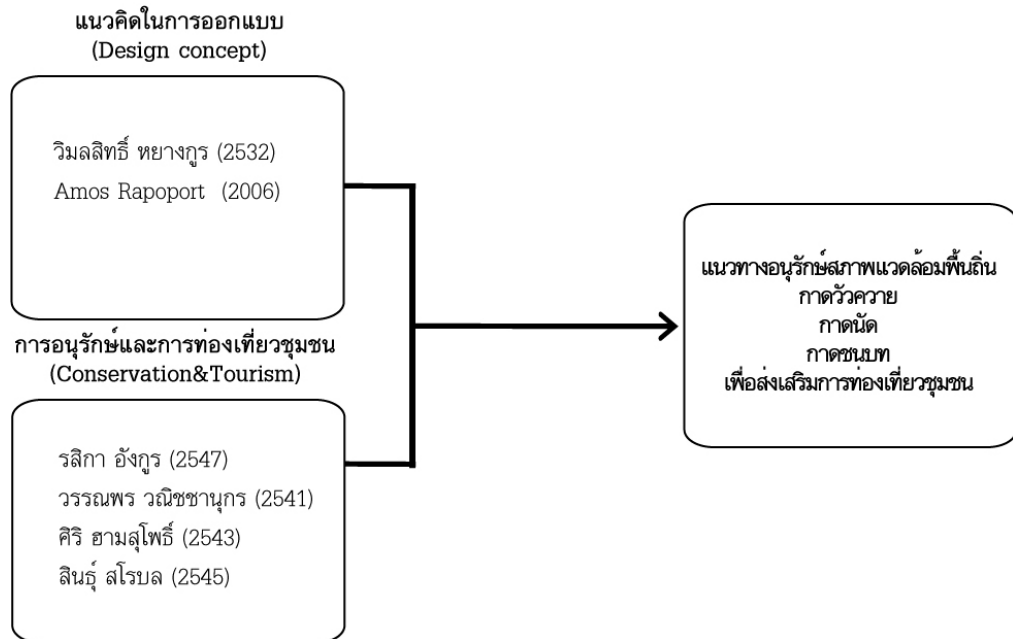 แนวคิดในการออกแบบ
(Design concept)
วิมลสิทธิ์ หยางกูร (2532)
Amos Rapoport (2006)
การอนุรักษ์และการท่องเที่ยวชุมชน
(Conservation&Tourism)
รสิกา อังกูร (2547)
วรรณพร วณิชชานุกร (2541)
ศิริ ฮามสุโพธิ์ (2543)
สินธุ์ สโรบล (2545)
แนวทางอนุรักษ์สภาพแวดล้อมพื้นถิ่น
กาดวัวควาย
กาดนัด
กาดชนบท
เพื่อส่งเสริมการท่องเที่ยวชุมชน